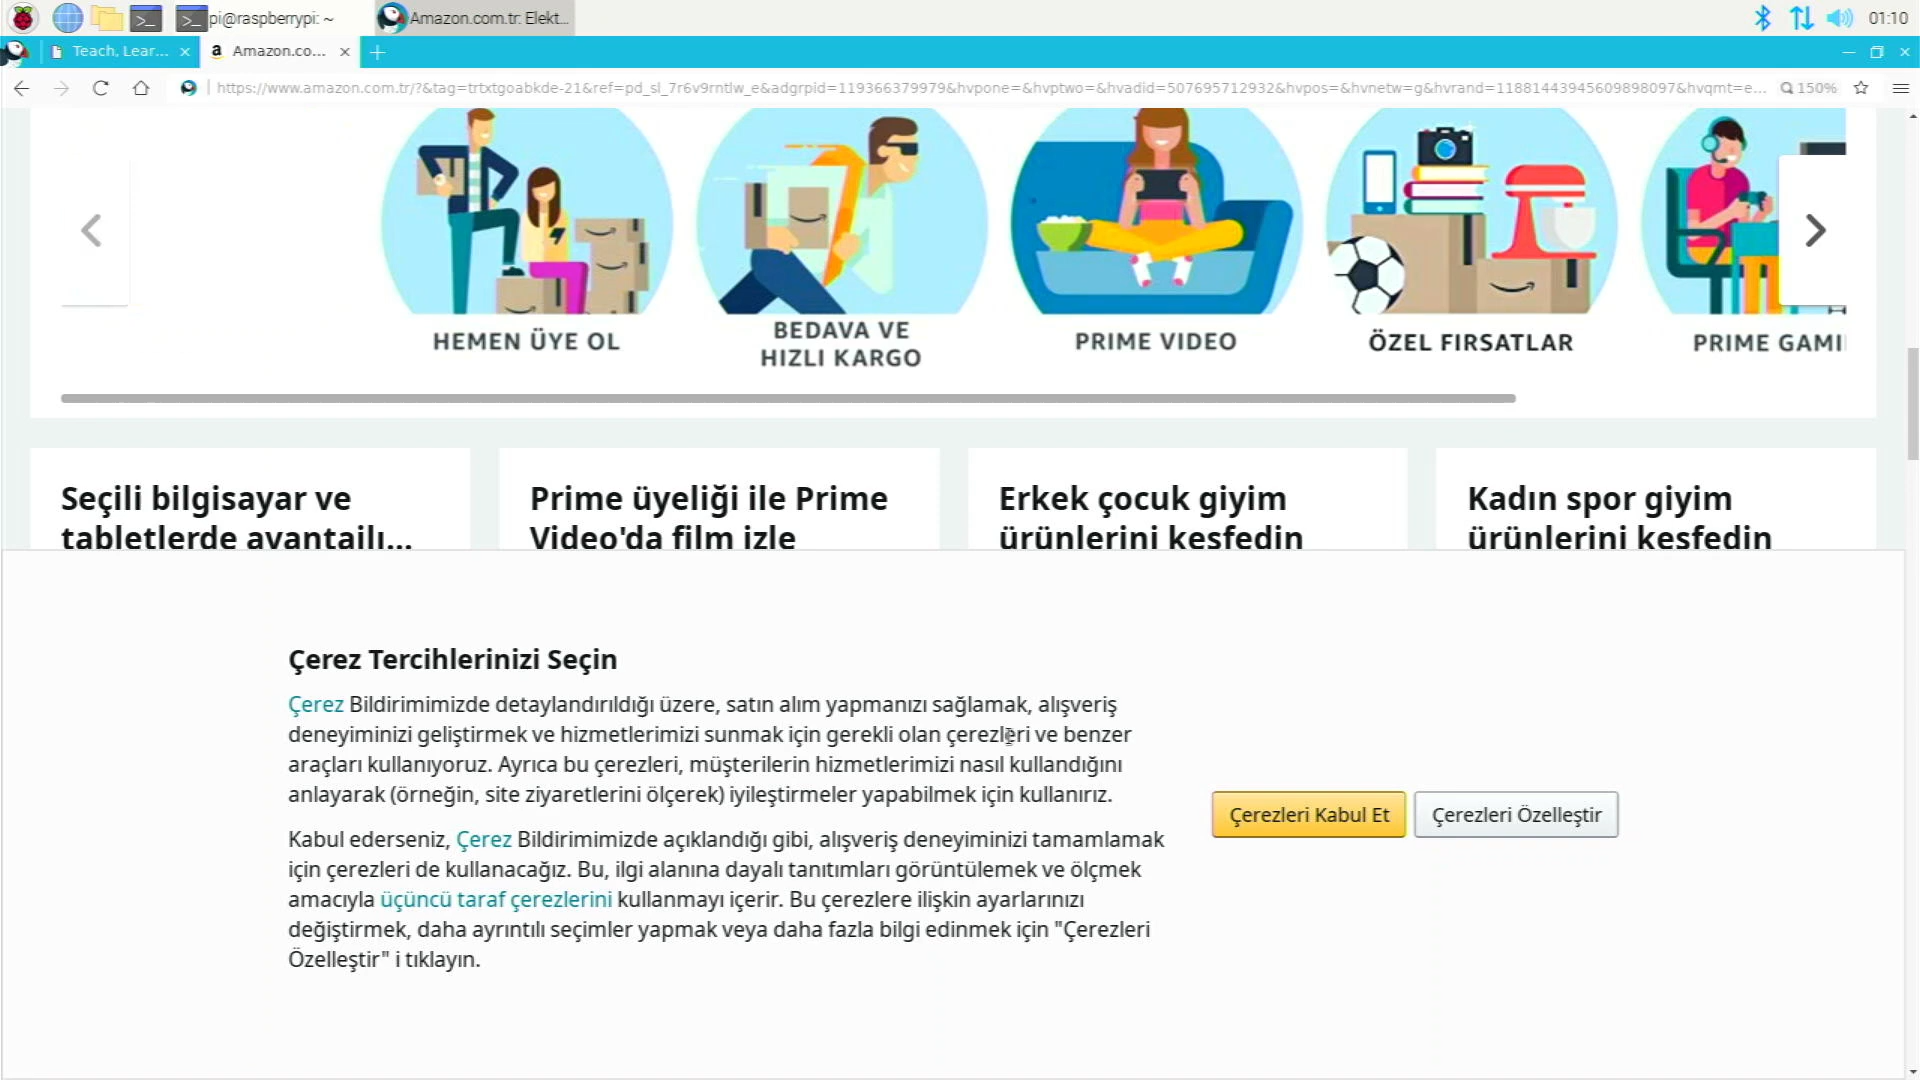 pi@raspberrypi: ~
Amazon.com.tr: Elekt...
01:10
Teach, Lear...
Amazon.co...
https://www.amazon.com.tr/?&tag=trtxtgoabkde-21&ref=pd_sl_7r6v9rntlw_e&adgrpid=119366379979&hvpone=&hvptwo=&hvadid=507695712932&hvpos=&hvnetw=g&hvrand=11881443945609898097&hvqmt=e...
150%
HEMEN ÜYE OL
BEDAVA VE
HIZLI KARGO
PRIME VIDEO
ÖZEL FIRSATLAR
PRIME GAMI
Seçili bilgisayar ve
tabletlerde avantajlı...
Prime üyeliği ile Prime
Video'da film izle
Erkek çocuk giyim
ürünlerini keşfedin
Kadın spor giyim
ürünlerini keşfedin
Çerez Tercihlerinizi Seçin
Çerez Bildirimimizde detaylandırıldığı üzere, satın alım yapmanızı sağlamak, alışveriş
deneyiminizi geliştirmek ve hizmetlerimizi sunmak için gerekli olan çerezleri ve benzer
araçları kullanıyoruz. Ayrıca bu çerezleri, müşterilerin hizmetlerimizi nasıl kullandığını
anlayarak (örneğin, site ziyaretlerini ölçerek) iyileştirmeler yapabilmek için kullanırız.
Kabul ederseniz, Çerez Bildirimimizde açıklandığı gibi, alışveriş deneyiminizi tamamlamak
için çerezleri de kullanacağız. Bu, ilgi alanına dayalı tanıtımları görüntülemek ve ölçmek
amacıyla üçüncü taraf çerezlerini kullanmayı içerir. Bu çerezlere ilişkin ayarlarınızı
değiştirmek, daha ayrıntılı seçimler yapmak veya daha fazla bilgi edinmek için "Çerezleri
Özelleştir" i tıklayın.
Çerezleri Kabul Et
Çerezleri Özelleştir